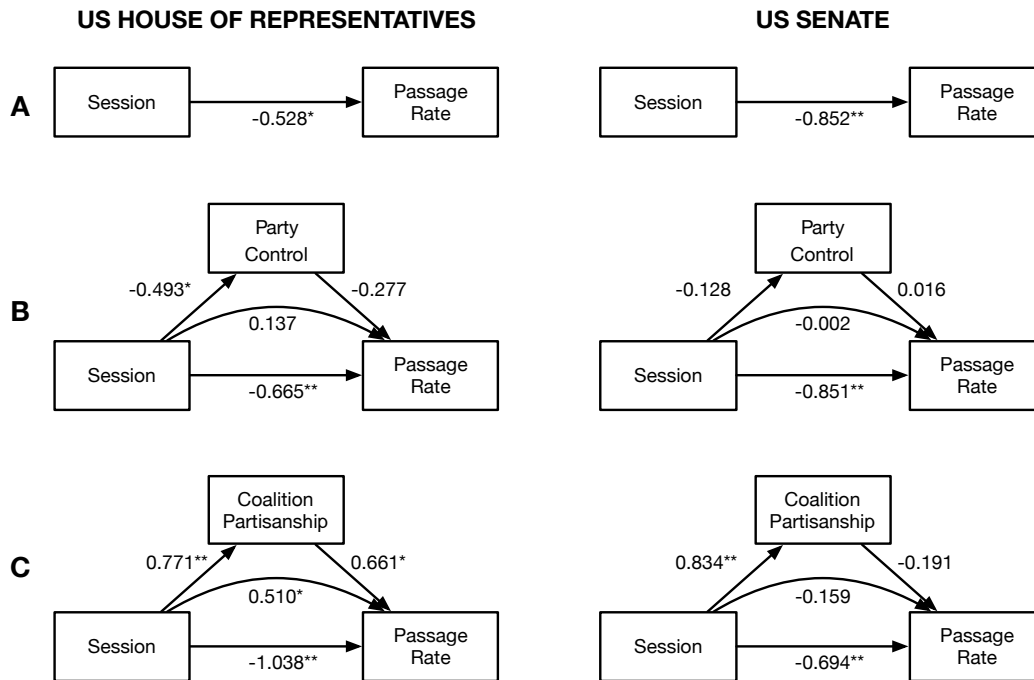 US HOUSE OF REPRESENTATIVES
US SENATE
A
Session
Passage
Rate
-0.528*
Session
Passage
Rate
-0.852**
B
Party
Control
-0.493*
-0.277
0.137
Session
Passage
Rate
-0.665**
Party
Control
-0.128
0.016
-0.002
Session
Passage
Rate
-0.851**
C
Coalition
Partisanship
0.771**
0.661*
0.510*
Session
Passage
Rate
-1.038**
Coalition
Partisanship
0.834**
-0.191
-0.159
Session
Passage
Rate
-0.694**